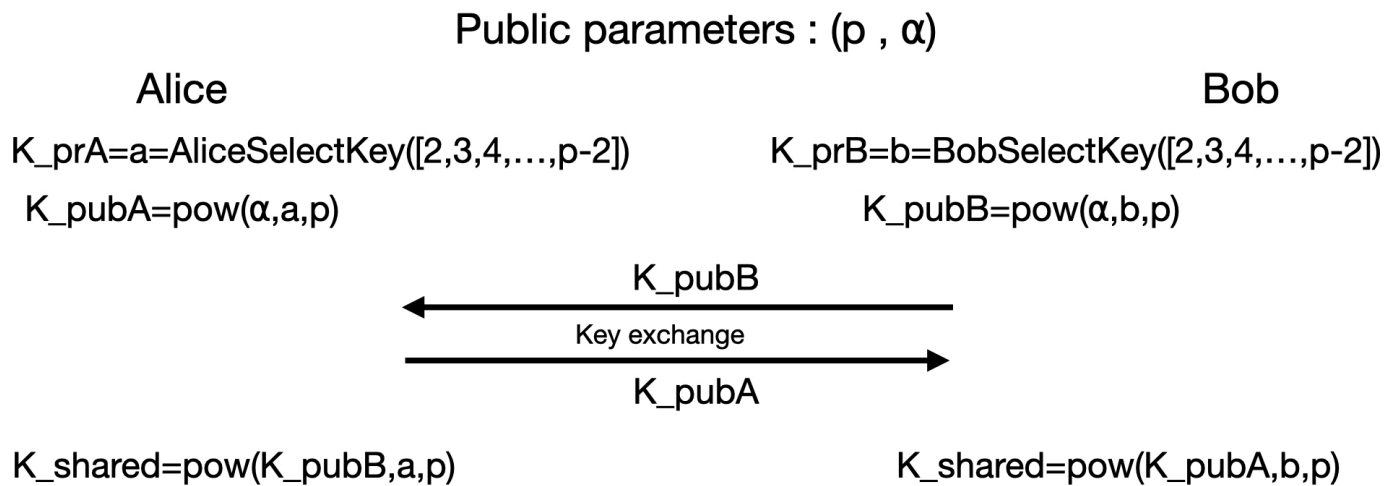 Public parameters : (p , α)
Alice
Bob
K_prA=a=AliceSelectKey([2,3,4,…,p-2])
K_prB=b=BobSelectKey([2,3,4,…,p-2])
K_pubA=pow(α,a,p)
K_pubB=pow(α,b,p)
K_pubB
Key exchange
K_pubA
K_shared=pow(K_pubB,a,p)
K_shared=pow(K_pubA,b,p)